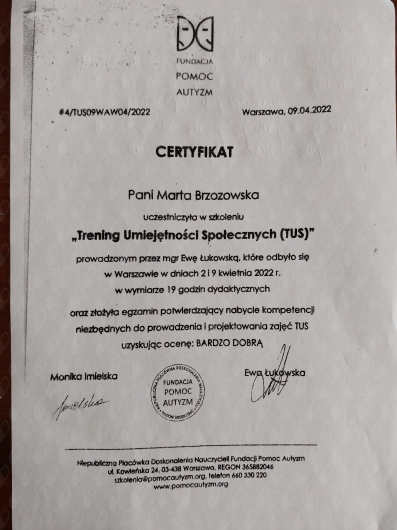 FUNDACJA
POMOC
AUTYZM
#4/TUS09WAW04/2022
Warszawa, 09.04.2022
CERTYFIKAT
Pani Marta Brzozowska
uczestniczyła w szkoleniu
„Trening Umiejętności Społecznych (TUS)”
prowadzonym przez mgr Ewę Łukowską, które odbyło się
w Warszawie w dniach 2 i 9 kwietnia 2022 r.
w wymiarze 19 godzin dydaktycznych
oraz złożyła egzamin potwierdzający nabycie kompetencji
niezbędnych do prowadzenia i projektowania zajęć TUS
uzyskując ocenę: BARDZO DOBRĄ
Monika Imielska
Ewa Łukowska
FUNDACJA
POMOC
AUTYZM
Niepubliczna Placówka Doskonalenia Nauczycieli Fundacji Pomoc Autyzm
ul. Kowieńska 24, 03-438 Warszawa, REGON 365882046
szkolenia@pomocautyzm.org, telefon 660 330 220
www.pomocautyzm.org